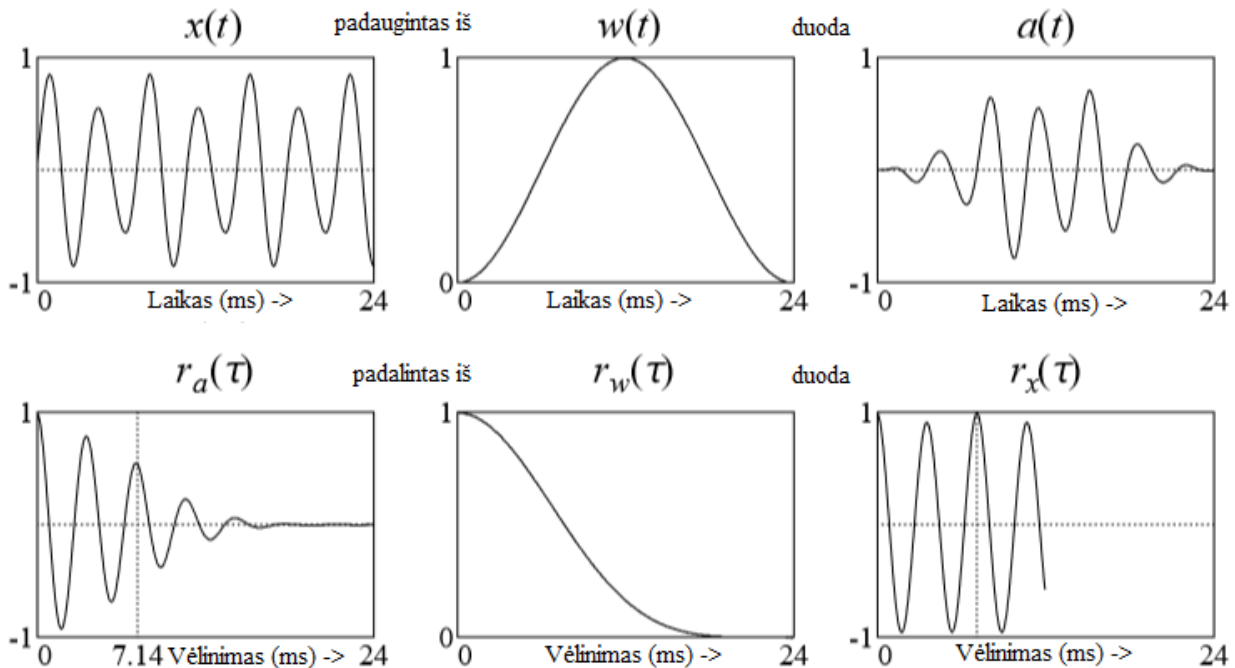 x(t) padaugintas iš w(t) duoda a(t)
1 1 1
-1 0 -1
0 Laikas (ms) -> 24 0 Laikas (ms) -> 24 0 Laikas (ms) -> 24
r_a(τ) padalintas iš r_w(τ) duoda r_x(τ)
1 1 1
-1 0 -1
0 7.14 Vėlinimas (ms) -> 24 0 Vėlinimas (ms) -> 24 0 Vėlinimas (ms) -> 24